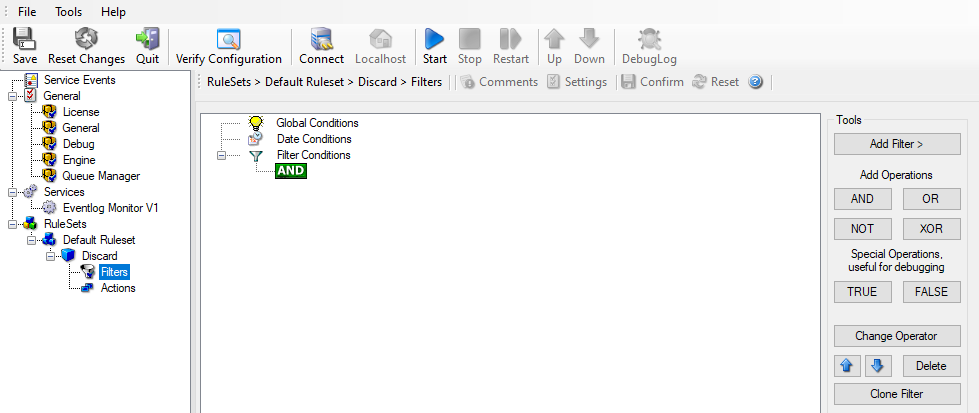 File Tools Help
Save Reset Changes Quit Verify Configuration Connect Localhost Start Stop Restart Up Down DebugLog
RuleSets > Default Ruleset > Discard > Filters Comments Settings Confirm Reset ?
Service Events
General
License
General
Debug
Engine
Queue Manager
Services
Eventlog Monitor V1
RuleSets
Default Ruleset
Discard
Filters
Actions
Global Conditions
Date Conditions
Filter Conditions
AND
Tools
Add Filter >
Add Operations
AND OR
NOT XOR
Special Operations,
useful for debugging
TRUE FALSE
Change Operator
Delete
Clone Filter